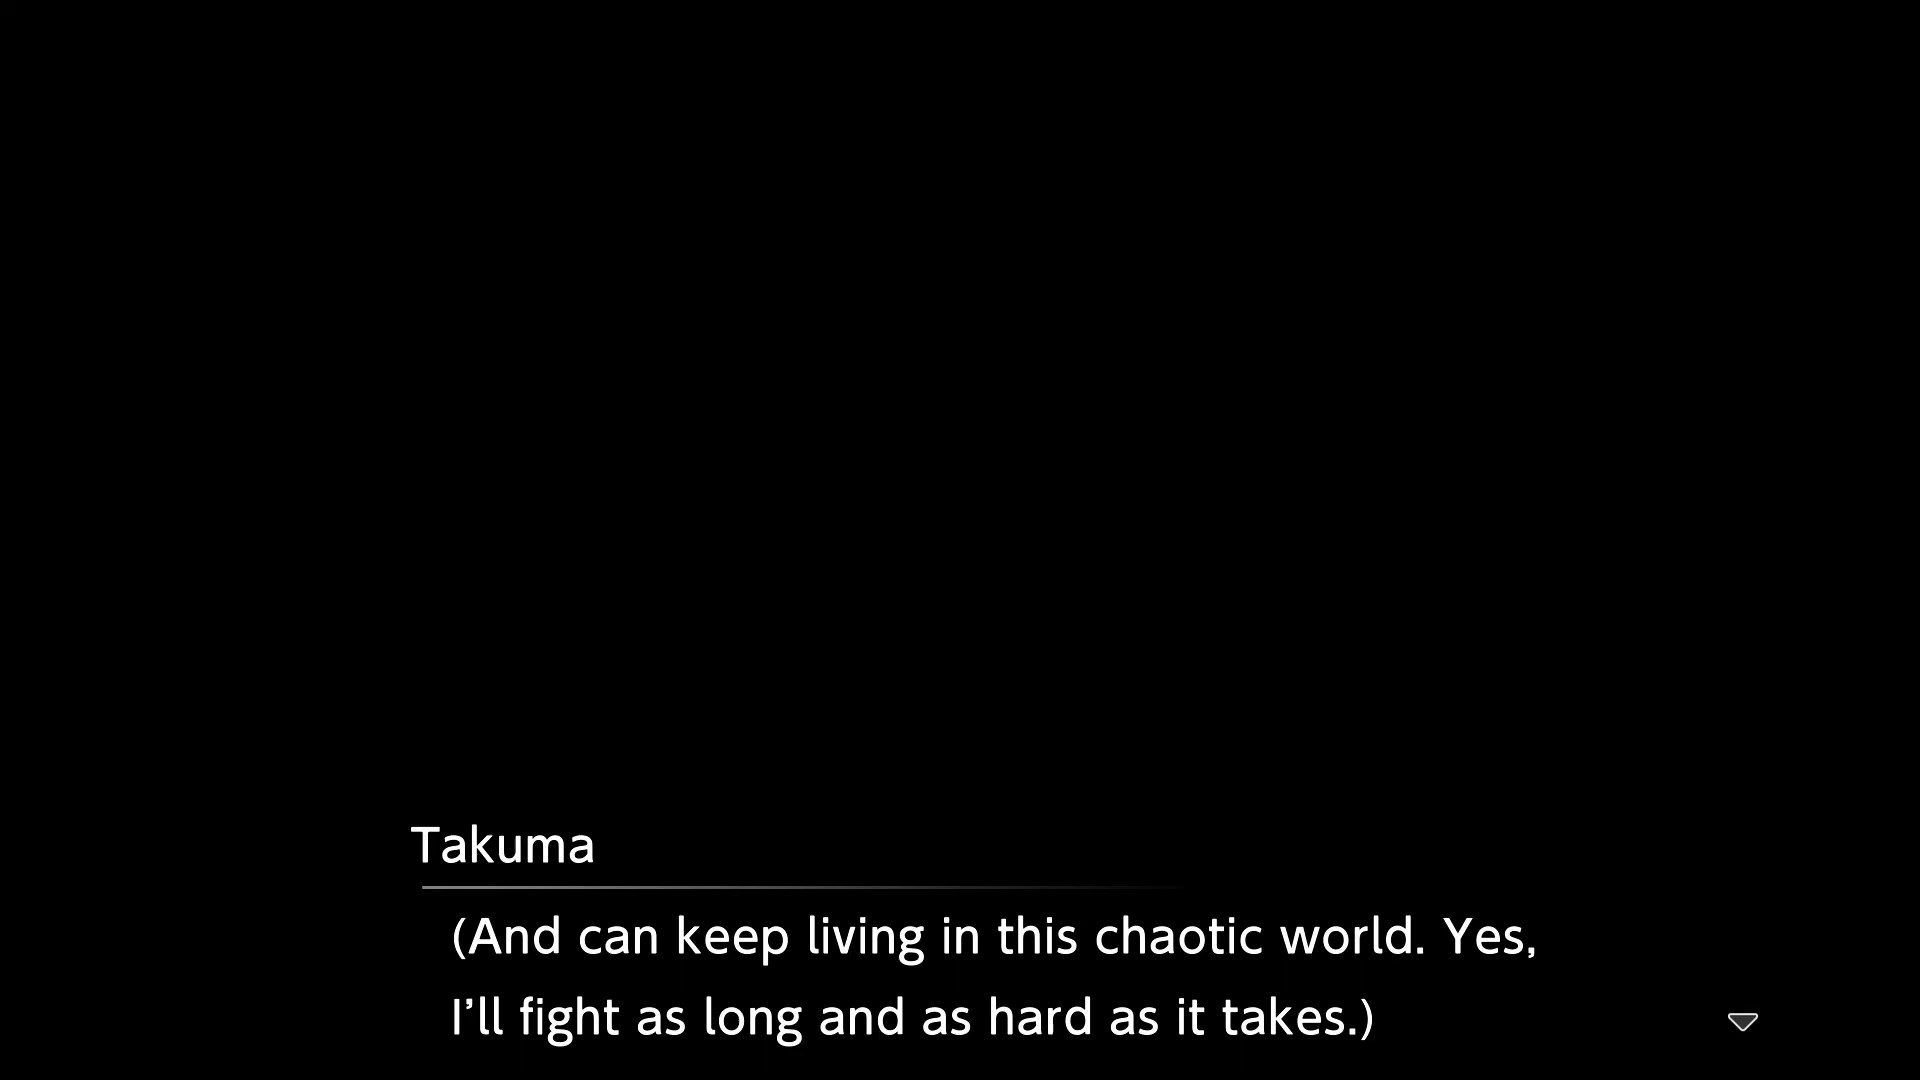 Takuma
(And can keep living in this chaotic world. Yes,
I’ll fight as long and as hard as it takes.)